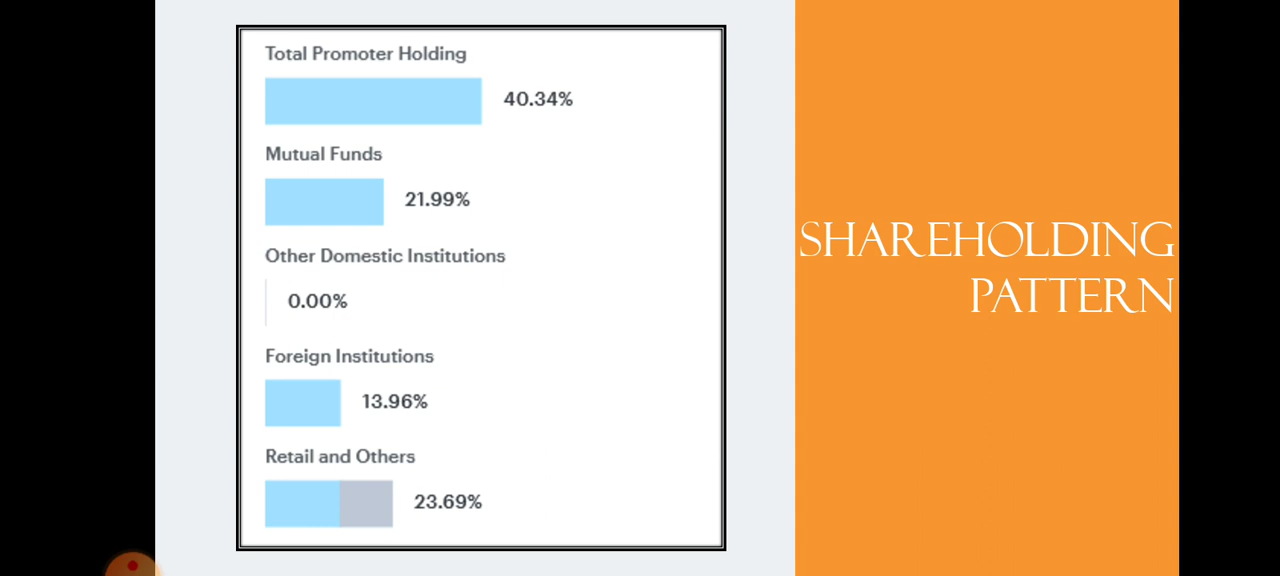 Total Promoter Holding
40.34%
Mutual Funds
21.99%
Other Domestic Institutions
0.00%
Foreign Institutions
13.96%
Retail and Others
23.69%
SHAREHOLDING
PATTERN